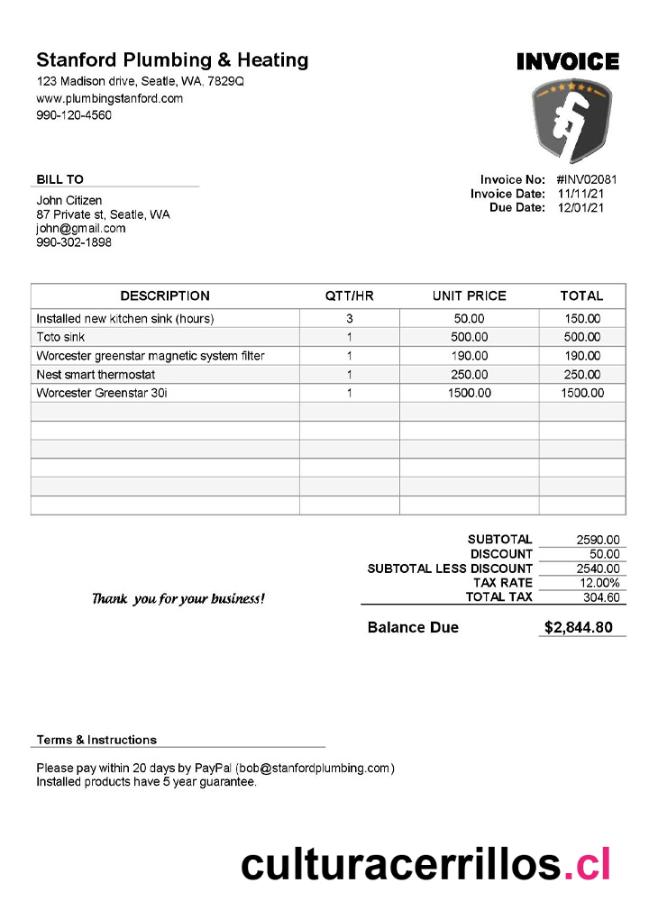 Stanford Plumbing & Heating
123 Madison drive, Seatle, WA, 7829Q
www.plumbingstanford.com
990-120-4560
INVOICE
BILL TO
John Citizen
87 Private st, Seatle, WA
john@gmail.com
990-302-1898
Invoice No: #INV02081
Invoice Date: 11/11/21
Due Date: 12/01/21
DESCRIPTION QTT/HR UNIT PRICE TOTAL
Installed new kitchen sink (hours) 3 50.00 150.00
Toto sink 1 500.00 500.00
Worcester greenstar magnetic system filter 1 190.00 190.00
Nest smart thermostat 1 250.00 250.00
Worcester Greenstar 30i 1 1500.00 1500.00
SUBTOTAL 2590.00
DISCOUNT 50.00
SUBTOTAL LESS DISCOUNT 2540.00
TAX RATE 12.00%
TOTAL TAX 304.60
Thank you for your business!
Balance Due $2,844.80
Terms & Instructions
Please pay within 20 days by PayPal (bob@stanfordplumbing.com)
Installed products have 5 year guarantee.
culturacerrillos.cl